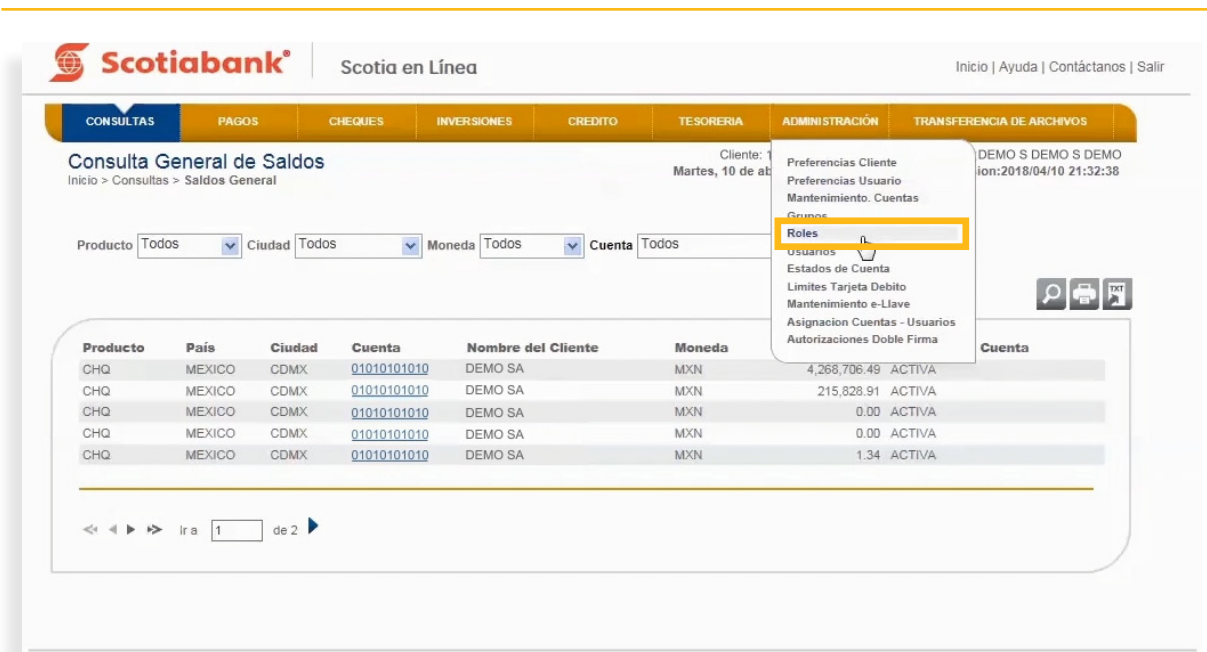 Scotiabank® Scotia en Línea Inicio | Ayuda | Contáctanos | Salir
CONSULTAS PAGOS CHEQUES INVERSIONES CREDITO TESORERIA ADMINISTRACIÓN TRANSFERENCIA DE ARCHIVOS
Consulta General de Saldos Cliente: DEMO S DEMO S DEMO
Inicio > Consultas > Saldos General Martes, 10 de ion:2018/04/10 21:32:38
Preferencias Cliente
Preferencias Usuario
Mantenimiento. Cuentas
Grupos
Roles
Usuarios
Estados de Cuenta
Limites Tarjeta Debito
Mantenimiento e-Llave
Asignacion Cuentas - Usuarios
Autorizaciones Doble Firma
Producto Todos Ciudad Todos Moneda Todos Cuenta Todos
TXT
Producto País Ciudad Cuenta Nombre del Cliente Moneda Cuenta
CHQ MEXICO CDMX 01010101010 DEMO SA MXN 4,268,706.49 ACTIVA
CHQ MEXICO CDMX 01010101010 DEMO SA MXN 215,828.91 ACTIVA
CHQ MEXICO CDMX 01010101010 DEMO SA MXN 0.00 ACTIVA
CHQ MEXICO CDMX 01010101010 DEMO SA MXN 0.00 ACTIVA
CHQ MEXICO CDMX 01010101010 DEMO SA MXN 1.34 ACTIVA
Ir a 1 de 2